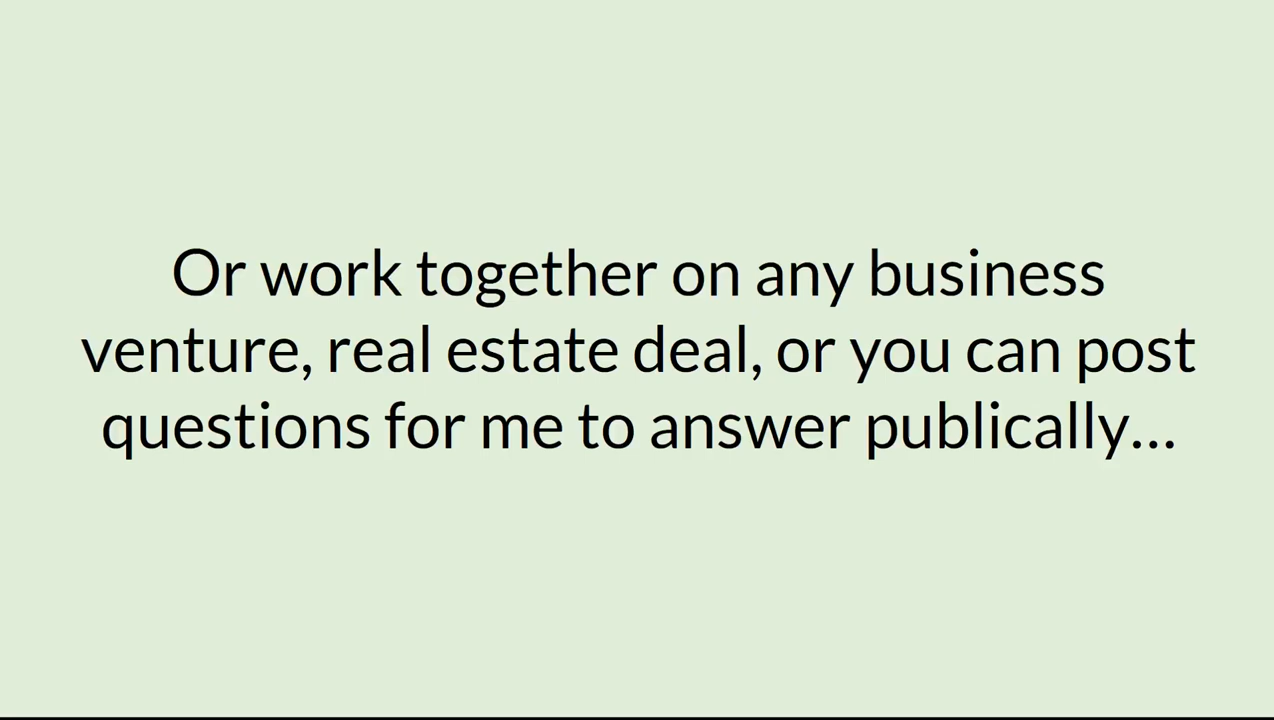 Or work together on any business
venture, real estate deal, or you can post
questions for me to answer publically...